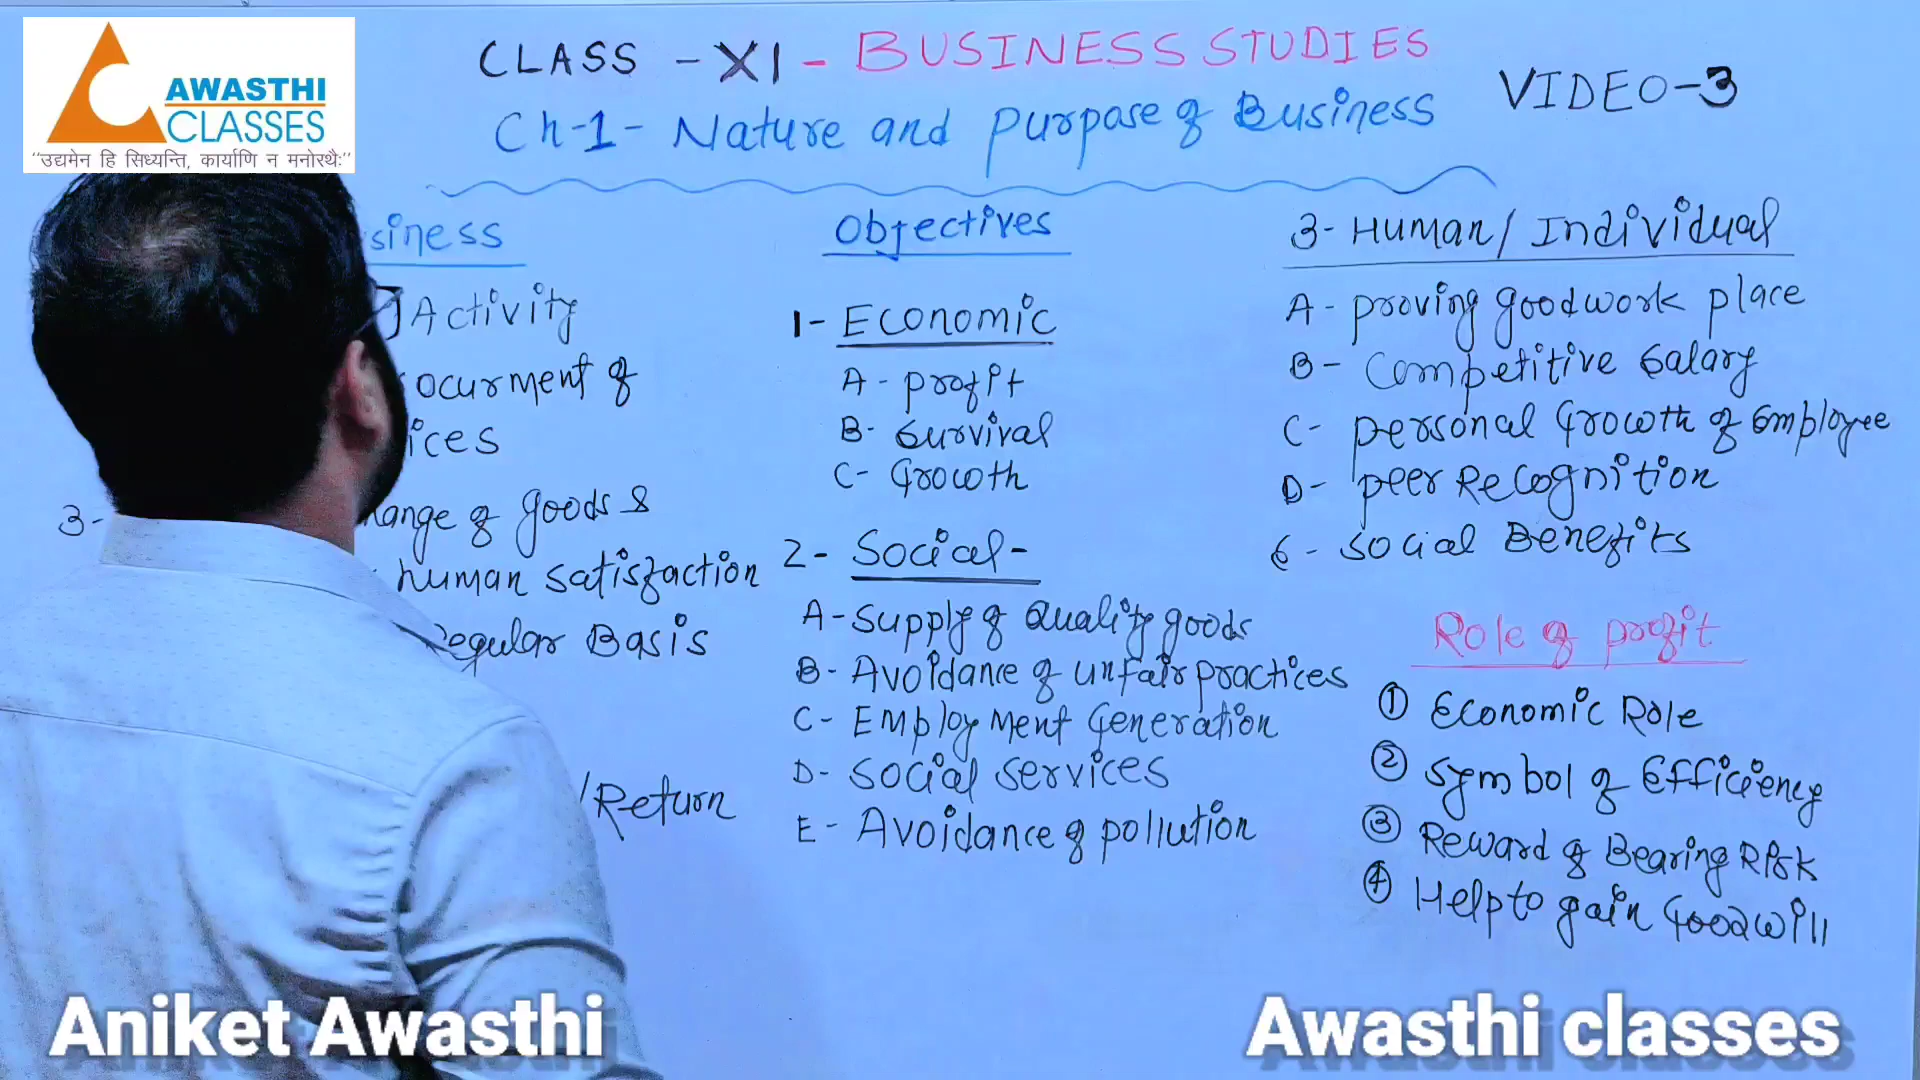 AWASTHI
CLASSES
"उद्यमेन हि सिध्यन्ति, कार्याणि न मनोरथैः"
CLASS - XI - BUSINESS STUDIES
Ch-1- Nature and purpose of Business
VIDEO-3
siness
Activity
ocurment of
ices
3-
ange of goods &
human satisfaction
Regular Basis
/Return
Objectives
1- Economic
A - profit
B- Survival
C- Growth
2- Social-
A-Supply of Quality goods
B- Avoidance of unfair practices
C- Employment Generation
D- Social services
E- Avoidance of pollution
3- Human/ Individual
A- proving goodwork place
B- Competitive Salary
C- personal Growth of Employee
D- peer Recognition
E- Social Benefits
Role of profit
① Economic Role
② Symbol of Efficiency
③ Reward of Bearing Risk
④ Help to gain Goodwill
Aniket Awasthi
Awasthi classes